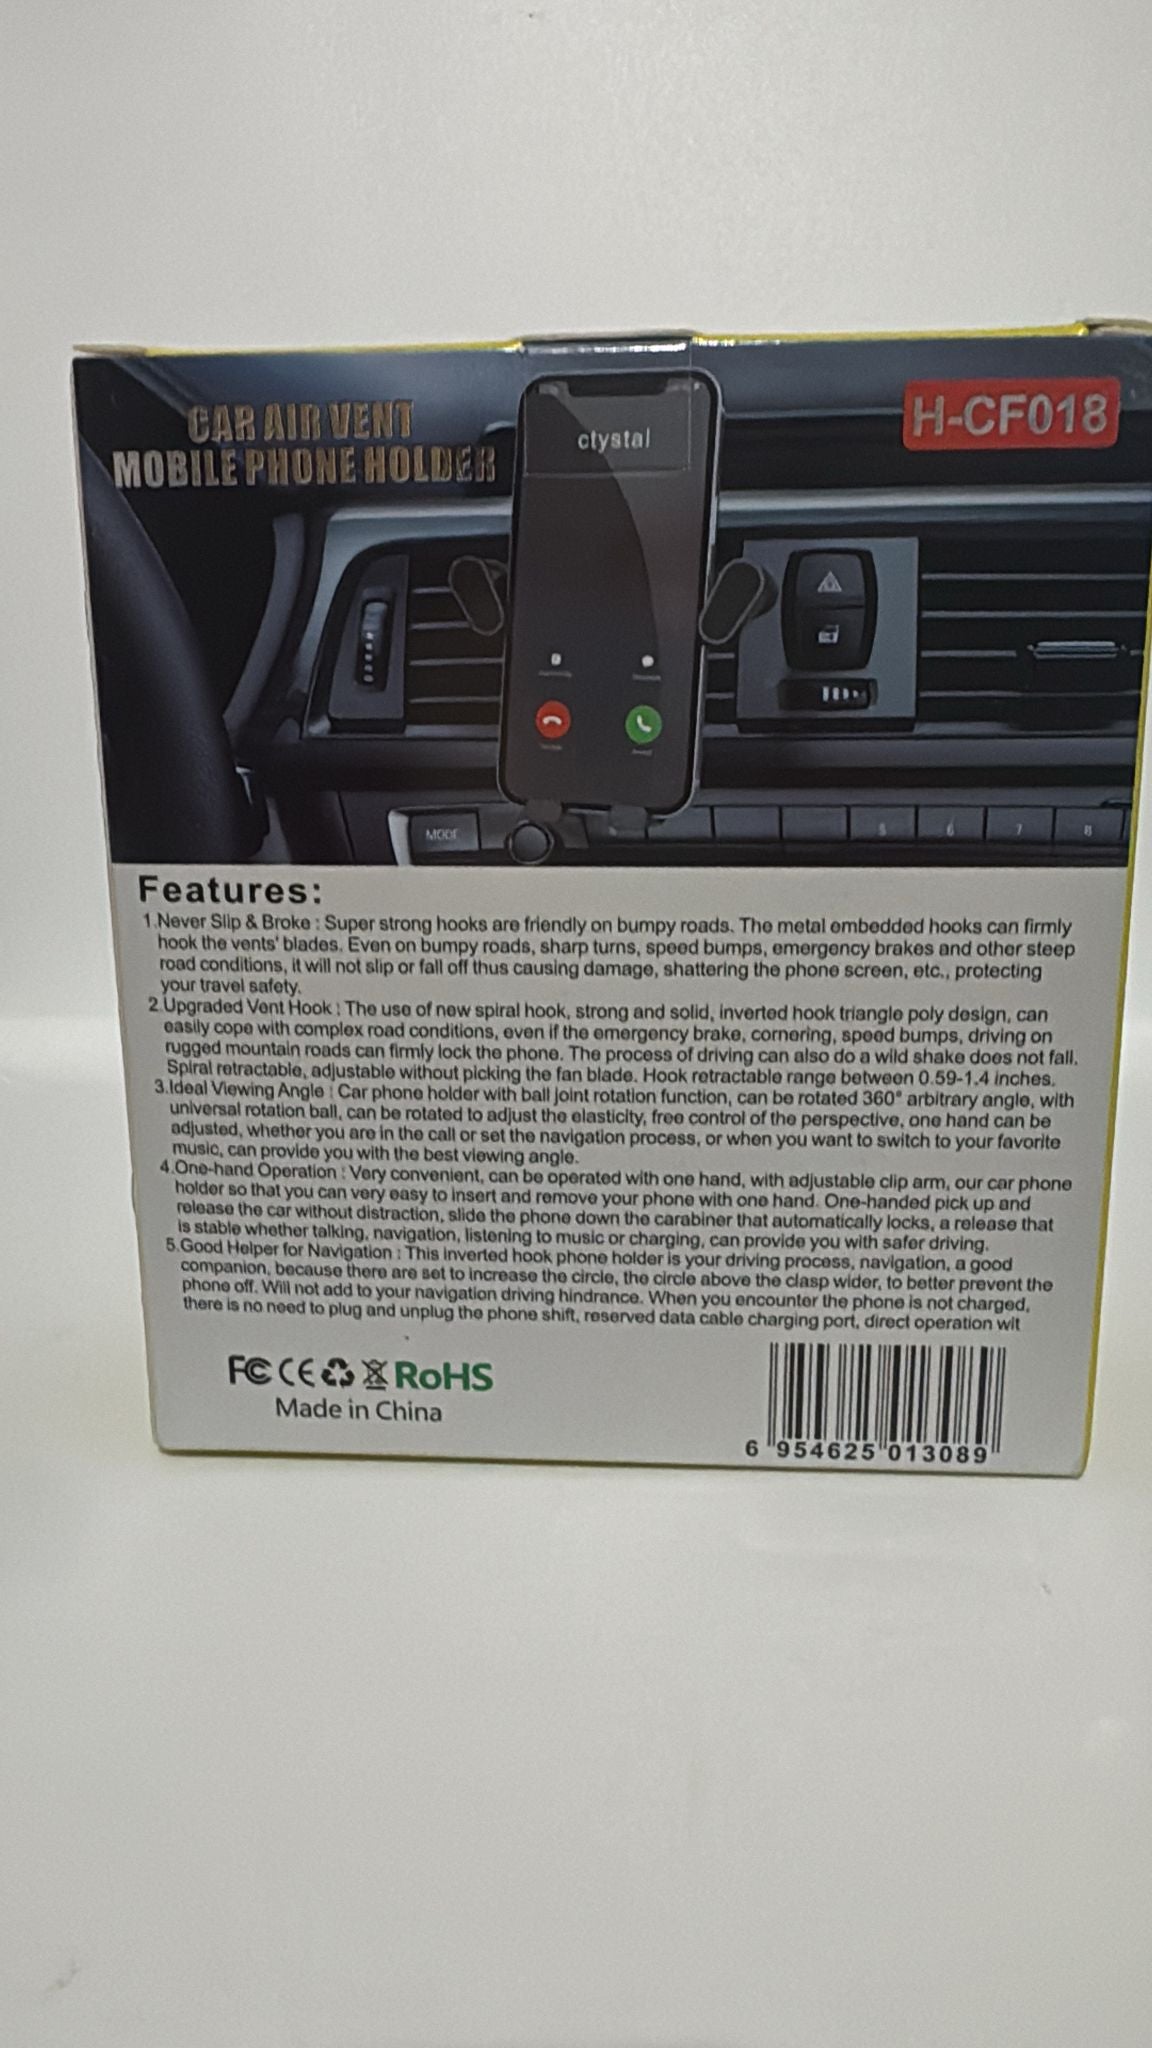 CAR AIR VENT
MOBILE PHONE HOLDER
ctystal
H-CF018
MODE
5 6 7 8
Features:
1.Never Slip & Broke : Super strong hooks are friendly on bumpy roads. The metal embedded hooks can firmly
hook the vents' blades. Even on bumpy roads, sharp turns, speed bumps, emergency brakes and other steep
road conditions, it will not slip or fall off thus causing damage, shattering the phone screen, etc., protecting
your travel safety.
2.Upgraded Vent Hook : The use of new spiral hook, strong and solid, inverted hook triangle poly design, can
easily cope with complex road conditions, even if the emergency brake, cornering, speed bumps, driving on
rugged mountain roads can firmly lock the phone. The process of driving can also do a wild shake does not fall.
Spiral retractable, adjustable without picking the fan blade. Hook retractable range between 0.59-1.4 inches.
3.Ideal Viewing Angle : Car phone holder with ball joint rotation function, can be rotated 360° arbitrary angle, with
universal rotation ball, can be rotated to adjust the elasticity, free control of the perspective, one hand can be
adjusted, whether you are in the call or set the navigation process, or when you want to switch to your favorite
music, can provide you with the best viewing angle.
4.One-hand Operation : Very convenient, can be operated with one hand, with adjustable clip arm, our car phone
holder so that you can very easy to insert and remove your phone with one hand. One-handed pick up and
release the car without distraction, slide the phone down the carabiner that automatically locks, a release that
is stable whether talking, navigation, listening to music or charging, can provide you with safer driving.
5.Good Helper for Navigation : This inverted hook phone holder is your driving process, navigation, a good
companion, because there are set to increase the circle, the circle above the clasp wider, to better prevent the
phone off. Will not add to your navigation driving hindrance. When you encounter the phone is not charged,
there is no need to plug and unplug the phone shift, reserved data cable charging port, direct operation wit
FC CE RoHS
Made in China
6 954625 013089